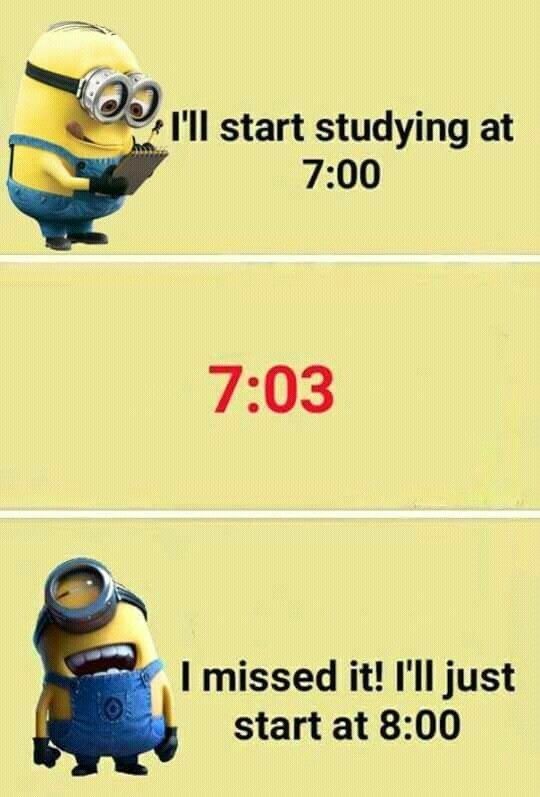 I'll start studying at
7:00
7:03
I missed it! I'll just
start at 8:00